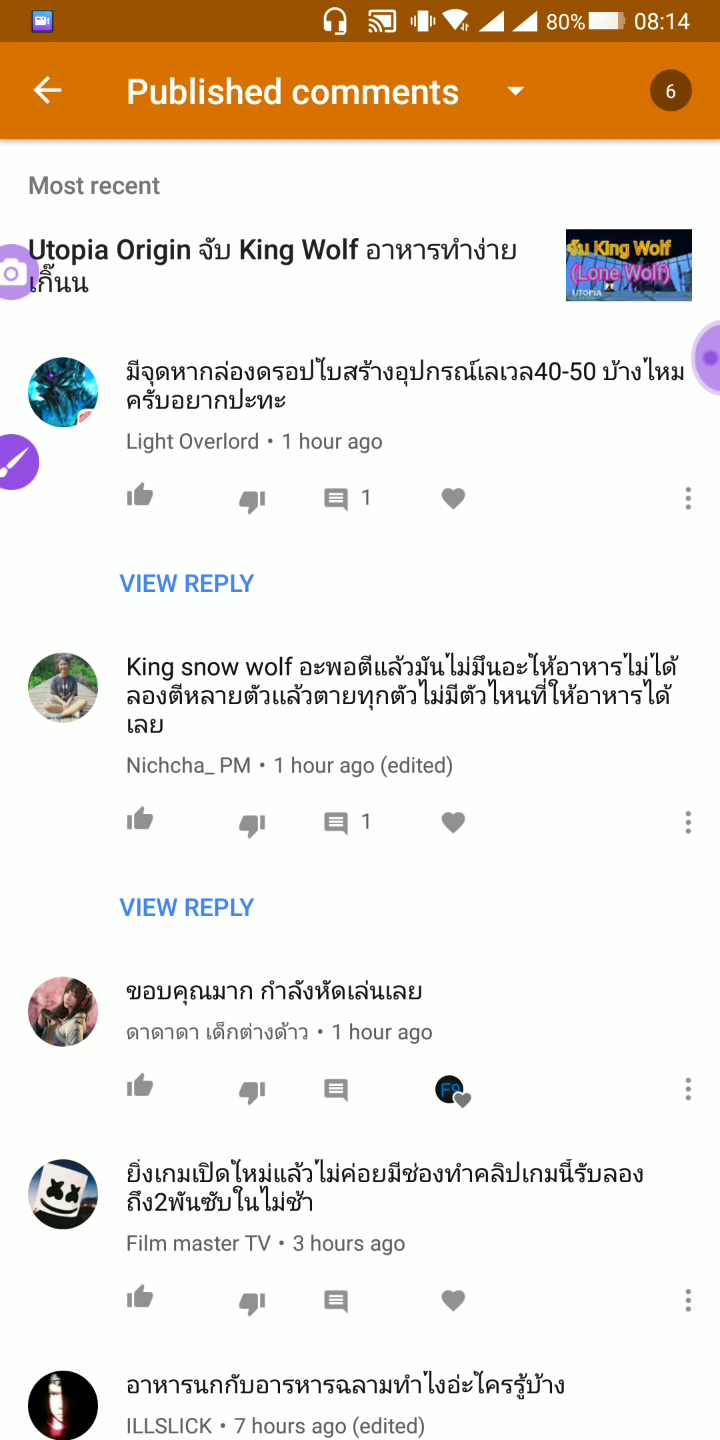 80% 08:14
Published comments
6
Most recent
Utopia Origin จับ King Wolf อาหารทำง่าย
เกิ๊นน
จับ King Wolf
(Lone Wolf)
UTOPIA
มีจุดหากล่องดรอปใบสร้างอุปกรณ์เลเวล40-50 บ้างไหม
ครับอยากปะทะ
Light Overlord • 1 hour ago
1
VIEW REPLY
King snow wolf อะพอตีแล้วมันไม่มึนอะให้อาหารไม่ได้
ลองตีหลายตัวแล้วตายทุกตัวไม่มีตัวไหนที่ให้อาหารได้
เลย
Nichcha_ PM • 1 hour ago (edited)
1
VIEW REPLY
ขอบคุณมาก กำลังหัดเล่นเลย
ดาดาดา เด็กต่างด้าว • 1 hour ago
F9
ยิ่งเกมเปิดใหม่แล้วไม่ค่อยมีช่องทำคลิปเกมนี้รับลอง
ถึง2พันซับในไม่ช้า
Film master TV • 3 hours ago
อาหารนกกับอารหารฉลามทำไงอ่ะใครรู้บ้าง
ILLSLICK • 7 hours ago (edited)